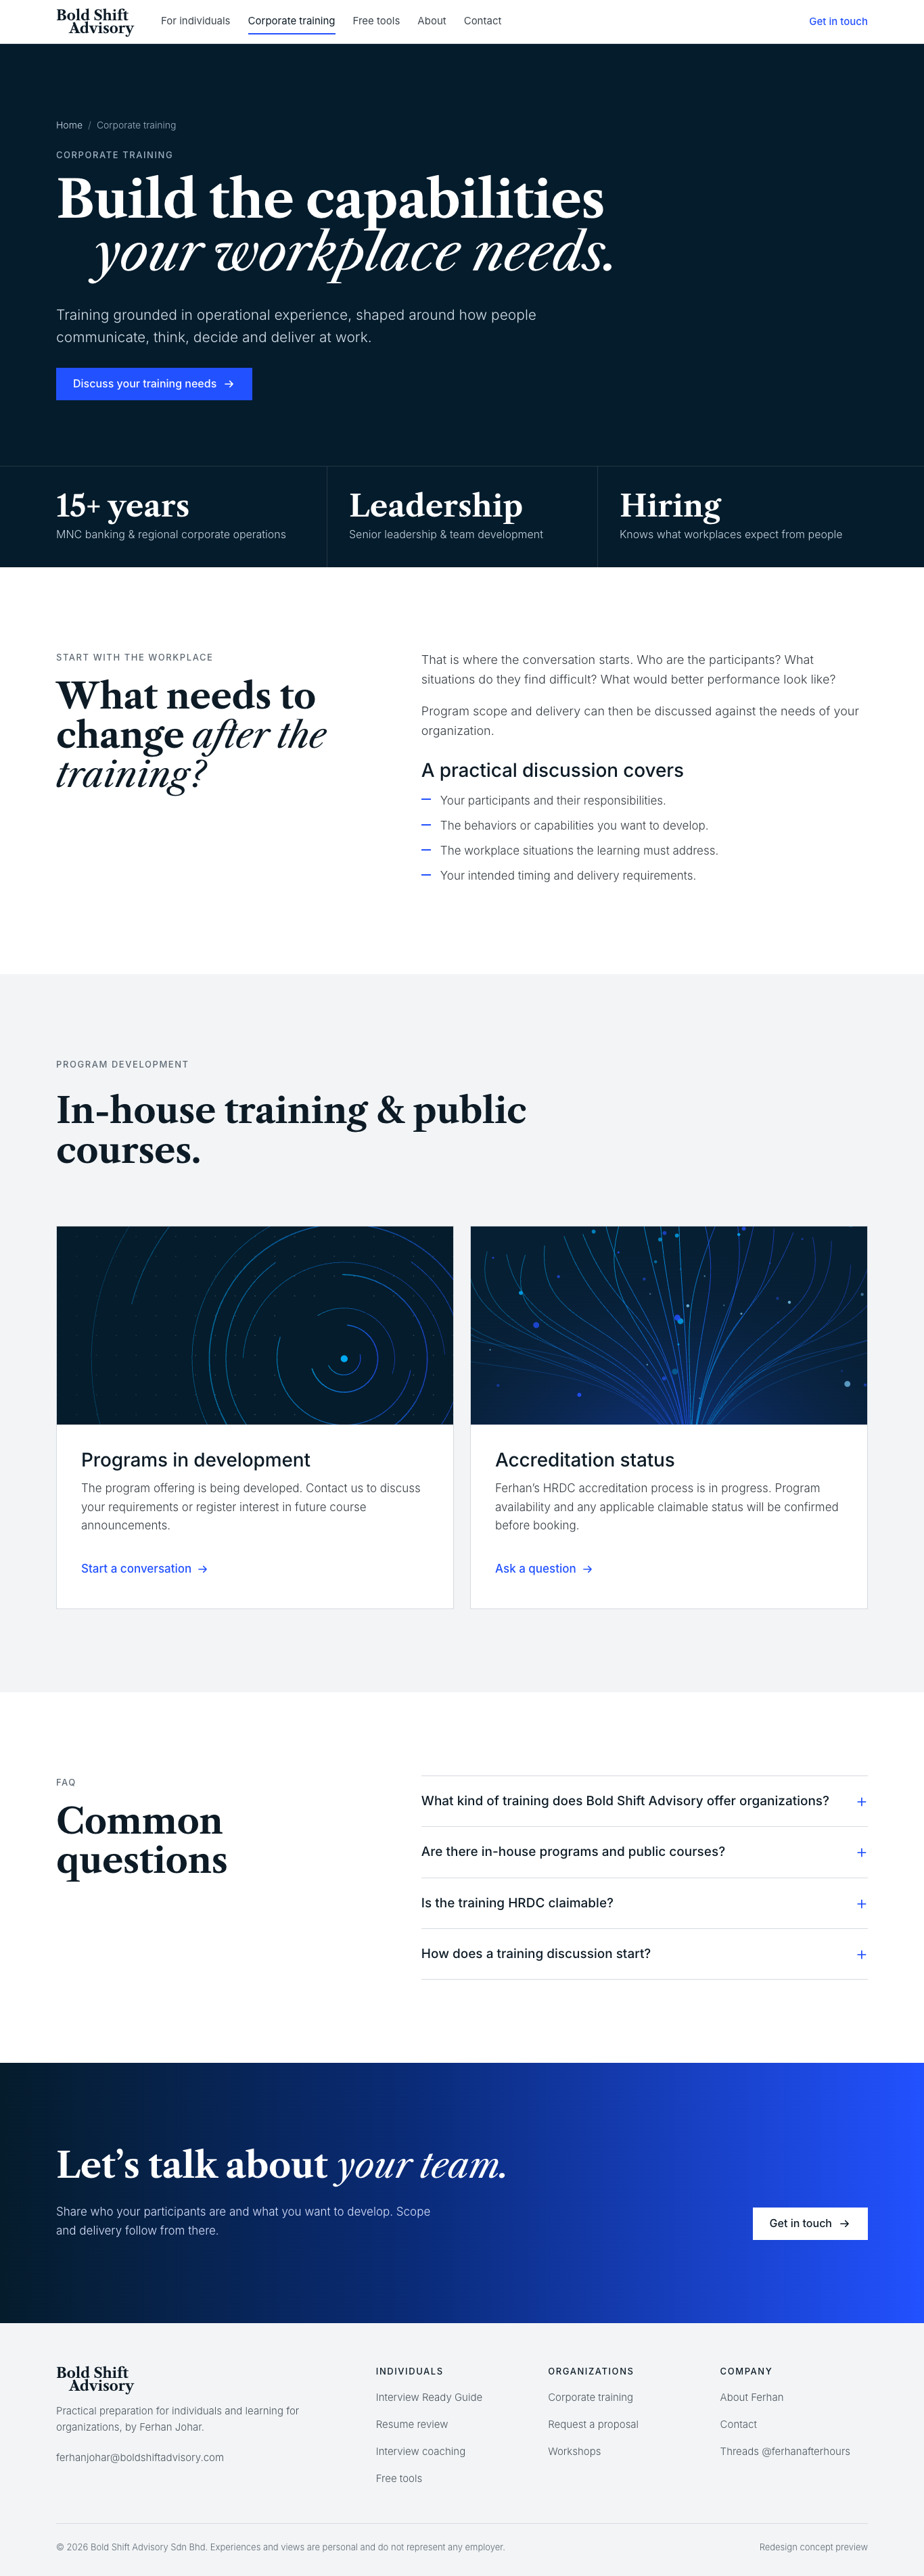 Bold Shift
Advisory
For individuals
Corporate training
Free tools
About
Contact
Get in touch
Home / Corporate training
CORPORATE TRAINING
Build the capabilities
your workplace needs.
Training grounded in operational experience, shaped around how people
communicate, think, decide and deliver at work.
Discuss your training needs →
15+ years
MNC banking & regional corporate operations
Leadership
Senior leadership & team development
Hiring
Knows what workplaces expect from people
START WITH THE WORKPLACE
What needs to
change after the
training?
That is where the conversation starts. Who are the participants? What
situations do they find difficult? What would better performance look like?
Program scope and delivery can then be discussed against the needs of your
organization.
A practical discussion covers
Your participants and their responsibilities.
The behaviors or capabilities you want to develop.
The workplace situations the learning must address.
Your intended timing and delivery requirements.
PROGRAM DEVELOPMENT
In-house training & public
courses.
Programs in development
The program offering is being developed. Contact us to discuss
your requirements or register interest in future course
announcements.
Start a conversation →
Accreditation status
Ferhan’s HRDC accreditation process is in progress. Program
availability and any applicable claimable status will be confirmed
before booking.
Ask a question →
FAQ
Common
questions
What kind of training does Bold Shift Advisory offer organizations? +
Are there in-house programs and public courses? +
Is the training HRDC claimable? +
How does a training discussion start? +
Let’s talk about your team.
Share who your participants are and what you want to develop. Scope
and delivery follow from there.
Get in touch →
Bold Shift
Advisory
Practical preparation for individuals and learning for
organizations, by Ferhan Johar.
ferhanjohar@boldshiftadvisory.com
INDIVIDUALS
Interview Ready Guide
Resume review
Interview coaching
Free tools
ORGANIZATIONS
Corporate training
Request a proposal
Workshops
COMPANY
About Ferhan
Contact
Threads @ferhanafterhours
© 2026 Bold Shift Advisory Sdn Bhd. Experiences and views are personal and do not represent any employer.
Redesign concept preview